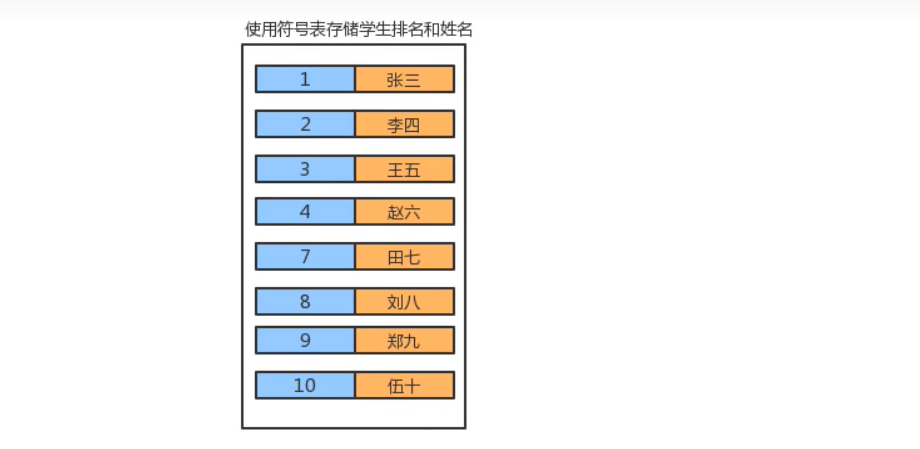 使用符号表存储学生排名和姓名
1 张三
2 李四
3 王五
4 赵六
7 田七
8 刘八
9 郑九
10 伍十